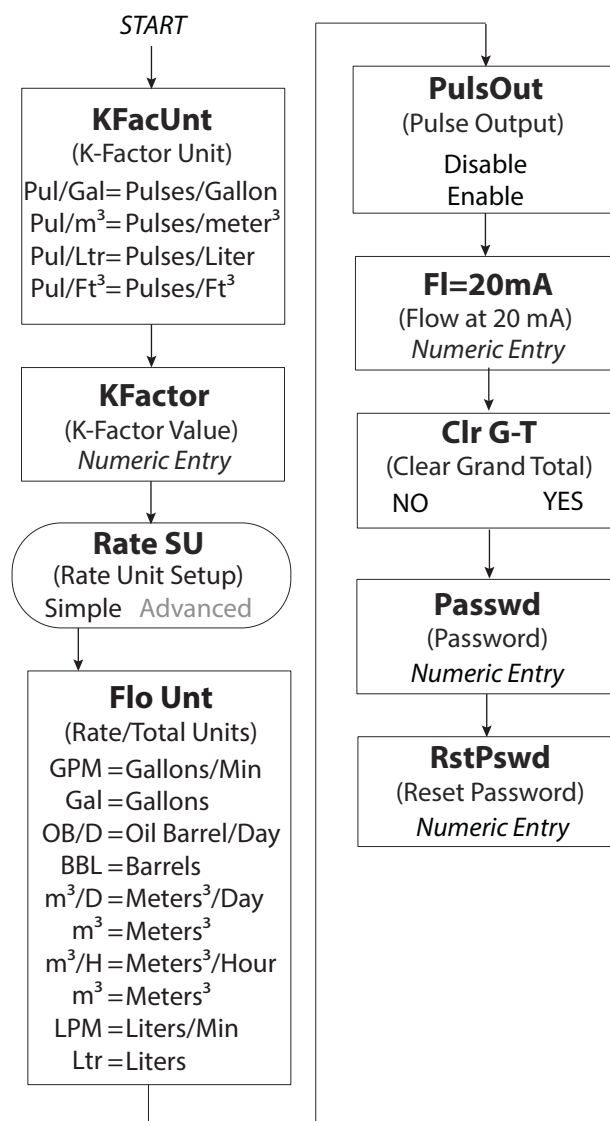 START
KFacUnt
(K-Factor Unit)
Pul/Gal= Pulses/Gallon
Pul/m³= Pulses/meter³
Pul/Ltr= Pulses/Liter
Pul/Ft³= Pulses/Ft³
KFactor
(K-Factor Value)
Numeric Entry
Rate SU
(Rate Unit Setup)
Simple Advanced
Flo Unt
(Rate/Total Units)
GPM = Gallons/Min
Gal = Gallons
OB/D = Oil Barrel/Day
BBL = Barrels
m³/D = Meters³/Day
m³ = Meters³
m³/H = Meters³/Hour
m³ = Meters³
LPM = Liters/Min
Ltr = Liters
PulsOut
(Pulse Output)
Disable
Enable
Fl=20mA
(Flow at 20 mA)
Numeric Entry
Clr G-T
(Clear Grand Total)
NO YES
Passwd
(Password)
Numeric Entry
RstPswd
(Reset Password)
Numeric Entry